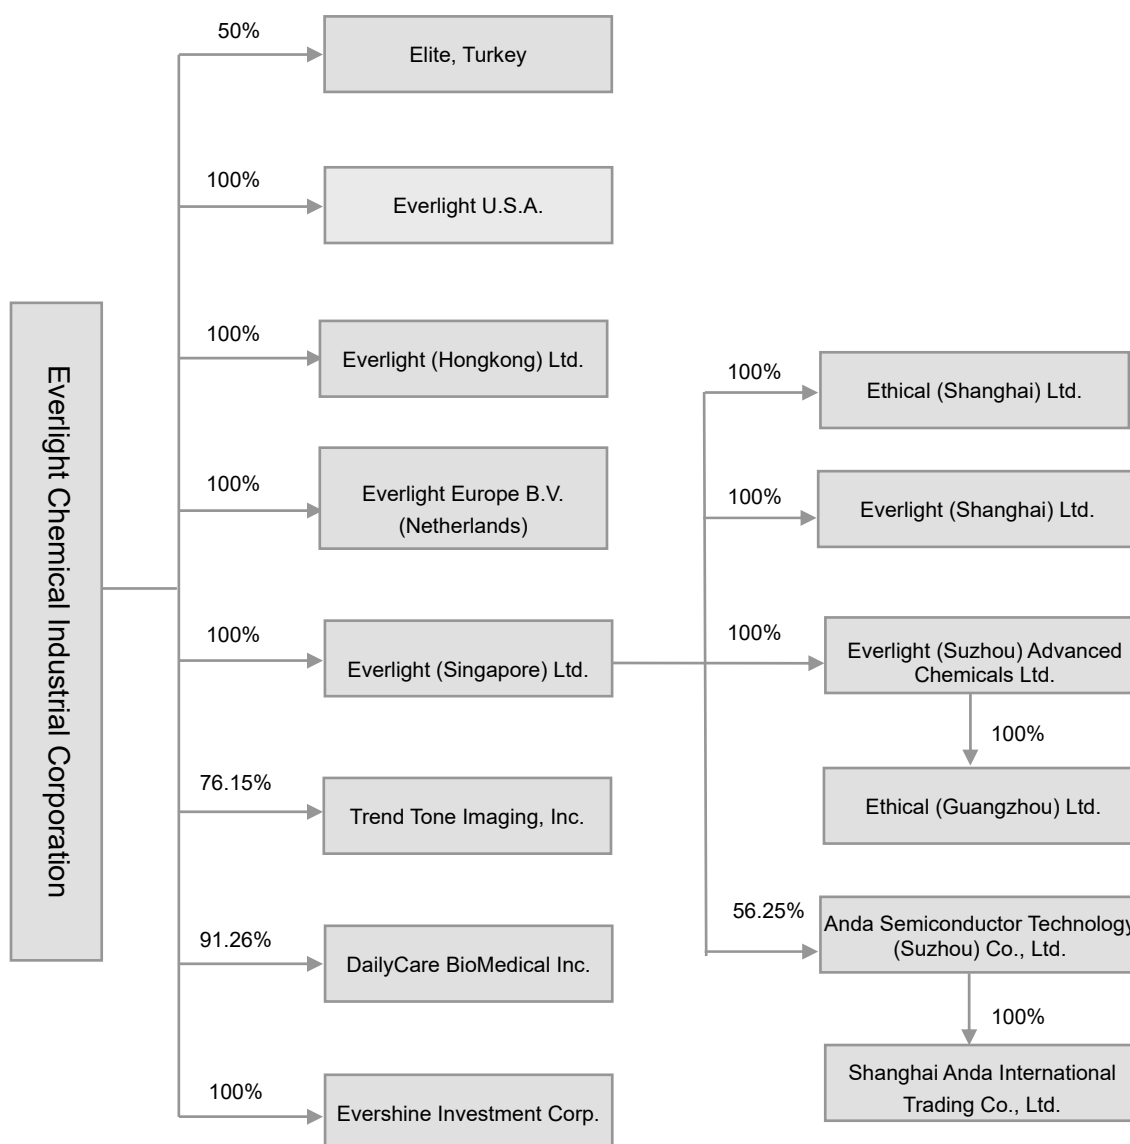 Everlight Chemical Industrial Corporation
50%
Elite, Turkey
100%
Everlight U.S.A.
100%
Everlight (Hongkong) Ltd.
100%
Everlight Europe B.V.
(Netherlands)
100%
Everlight (Singapore) Ltd.
76.15%
Trend Tone Imaging, Inc.
91.26%
DailyCare BioMedical Inc.
100%
Evershine Investment Corp.
100%
Ethical (Shanghai) Ltd.
100%
Everlight (Shanghai) Ltd.
100%
Everlight (Suzhou) Advanced
Chemicals Ltd.
100%
Ethical (Guangzhou) Ltd.
56.25%
Anda Semiconductor Technology
(Suzhou) Co., Ltd.
100%
Shanghai Anda International
Trading Co., Ltd.